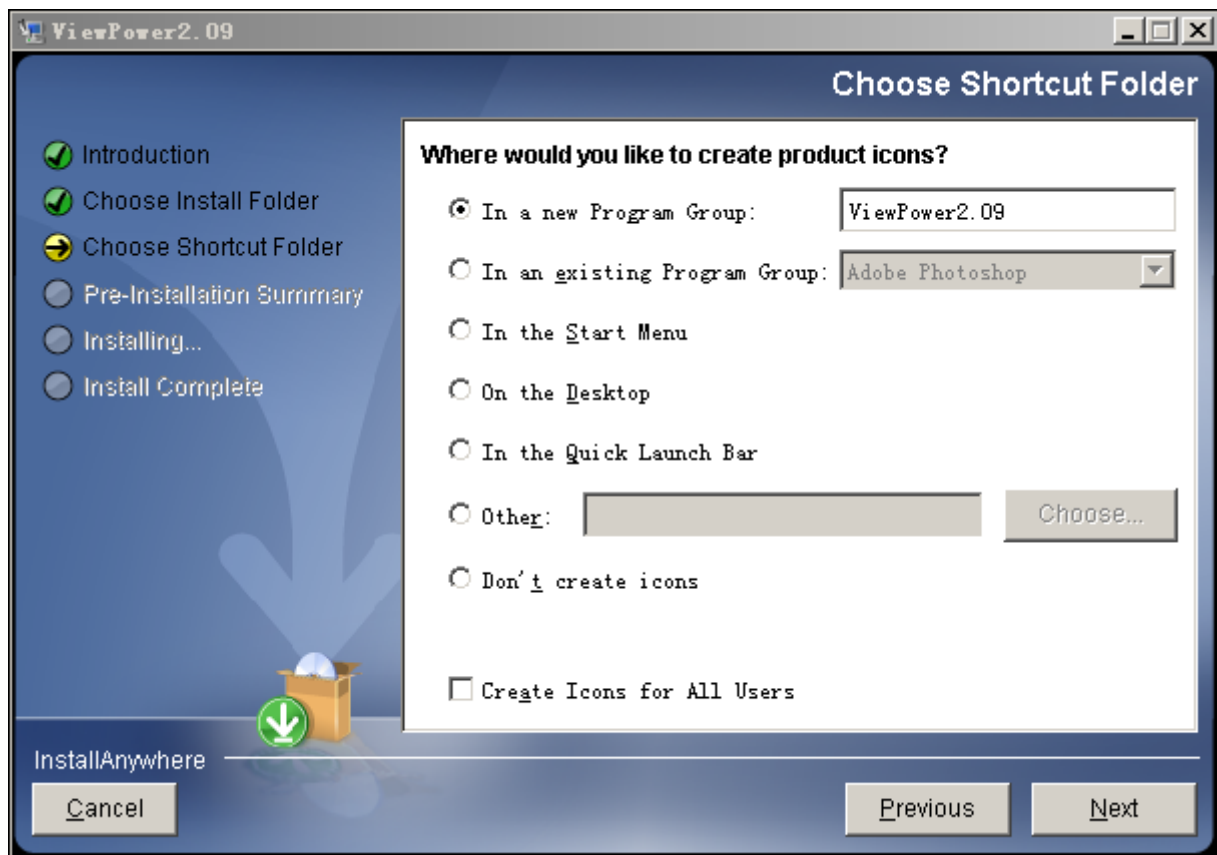 ViewPower2.09
Choose Shortcut Folder
Introduction
Choose Install Folder
Choose Shortcut Folder
Pre-Installation Summary
Installing...
Install Complete
Where would you like to create product icons?
In a new Program Group: ViewPower2.09
In an existing Program Group: Adobe Photoshop
In the Start Menu
On the Desktop
In the Quick Launch Bar
Other: Choose...
Don't create icons
Create Icons for All Users
InstallAnywhere
Cancel Previous Next